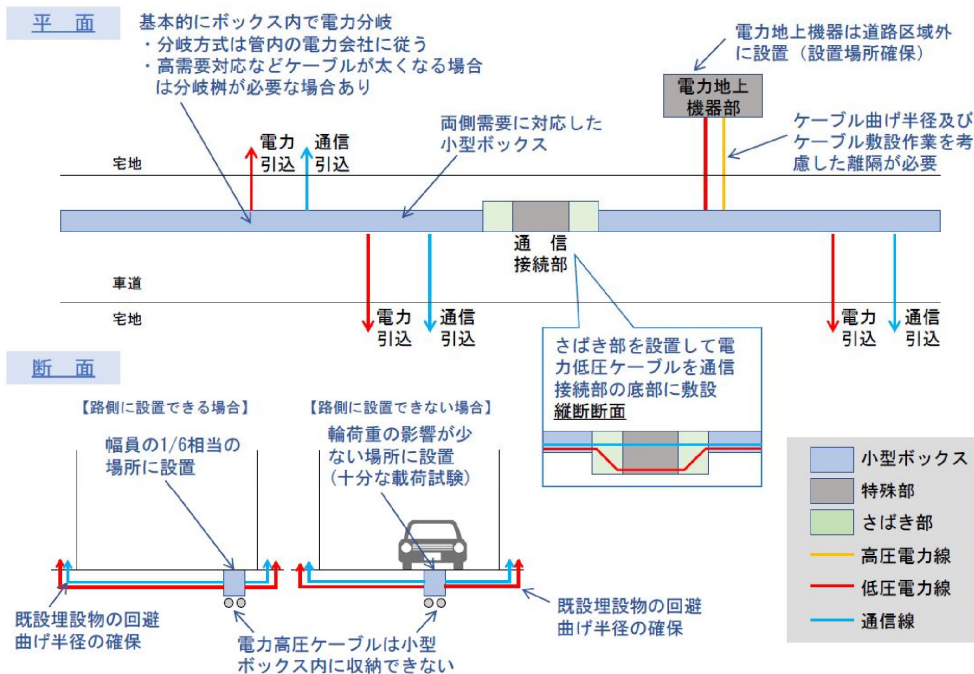 平　面
基本的にボックス内で電力分岐
・分岐方式は管内の電力会社に従う
・高需要対応などケーブルが太くなる場合
は分岐桝が必要な場合あり
電力地上機器は道路区域外
に設置（設置場所確保）
電力地上
機器部
両側需要に対応した
小型ボックス
ケーブル曲げ半径及び
ケーブル敷設作業を考
慮した離隔が必要
宅地
電力
引込
通信
引込
通　信
接続部
車道
宅地
電力
引込
通信
引込
電力
引込
通信
引込
さばき部を設置して電
力低圧ケーブルを通信
接続部の底部に敷設
縦断断面
断　面
【路側に設置できる場合】
【路側に設置できない場合】
幅員の1/6相当の
場所に設置
輪荷重の影響が少
ない場所に設置
(十分な載荷試験)
既設埋設物の回避
曲げ半径の確保
電力高圧ケーブルは小型
ボックス内に収納できない
既設埋設物の回避
曲げ半径の確保
小型ボックス
特殊部
さばき部
高圧電力線
低圧電力線
通信線